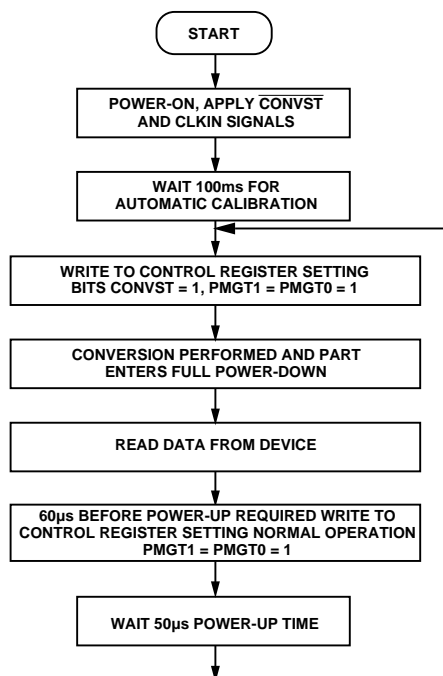 START
POWER-ON, APPLY CONVST
AND CLKIN SIGNALS
WAIT 100ms FOR
AUTOMATIC CALIBRATION
WRITE TO CONTROL REGISTER SETTING
BITS CONVST = 1, PMGT1 = PMGT0 = 1
CONVERSION PERFORMED AND PART
ENTERS FULL POWER-DOWN
READ DATA FROM DEVICE
60µs BEFORE POWER-UP REQUIRED WRITE TO
CONTROL REGISTER SETTING NORMAL OPERATION
PMGT1 = PMGT0 = 1
WAIT 50µs POWER-UP TIME